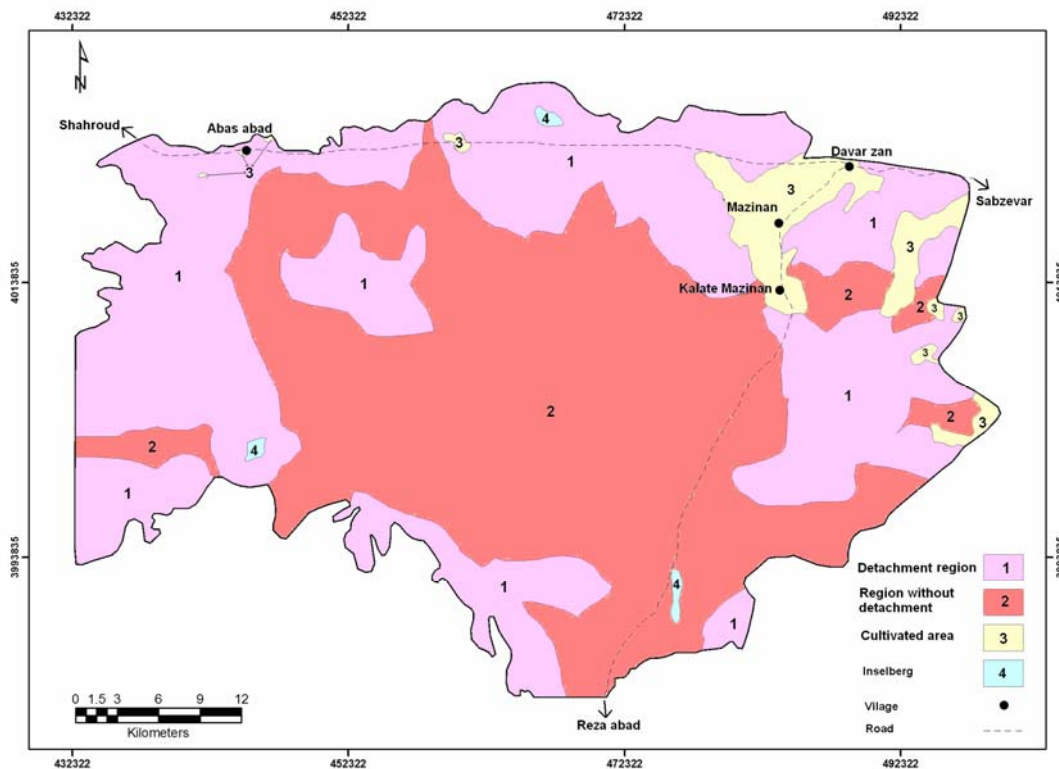 432322 452322 472322 492322
4013835
3993835
N
Shahroud
Abas abad
4
3
3
1
Davar zan
3
Sabzevar
Mazinan
1
3
1
1
Kalate Mazinan
2
2
3
3
3
2
1
2
3
2
4
1
1
4
1
Reza abad
Detachment region 1
Region without
detachment 2
Cultivated area 3
Inselberg 4
Vilage
Road
0 1.5 3 6 9 12
Kilometers
432322 452322 472322 492322